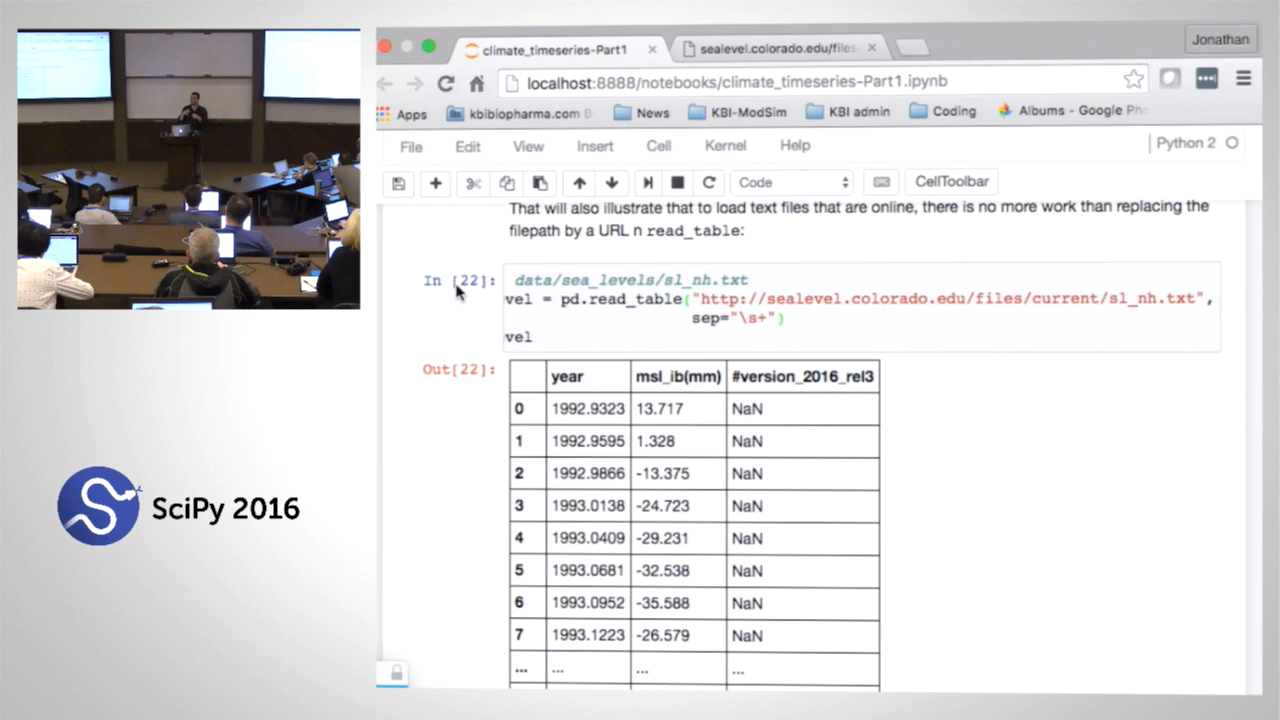 climate_timeseries-Part1
sealevel.colorado.edu/files
Jonathan
localhost:8888/notebooks/climate_timeseries-Part1.ipynb
Apps kbibiopharma.com B News KBI-ModSim KBI admin Coding Albums - Google Pho
File Edit View Insert Cell Kernel Help Python 2
Code CellToolbar
That will also illustrate that to load text files that are online, there is no more work than replacing the
filepath by a URL n read_table:
In [22]: data/sea_levels/sl_nh.txt
vel = pd.read_table("http://sealevel.colorado.edu/files/current/sl_nh.txt",
sep="\s+")
vel
Out[22]:
year msl_ib(mm) #version_2016_rel3
0 1992.9323 13.717 NaN
1 1992.9595 1.328 NaN
2 1992.9866 -13.375 NaN
3 1993.0138 -24.723 NaN
4 1993.0409 -29.231 NaN
5 1993.0681 -32.538 NaN
6 1993.0952 -35.588 NaN
7 1993.1223 -26.579 NaN
... ... ... ...
SciPy 2016